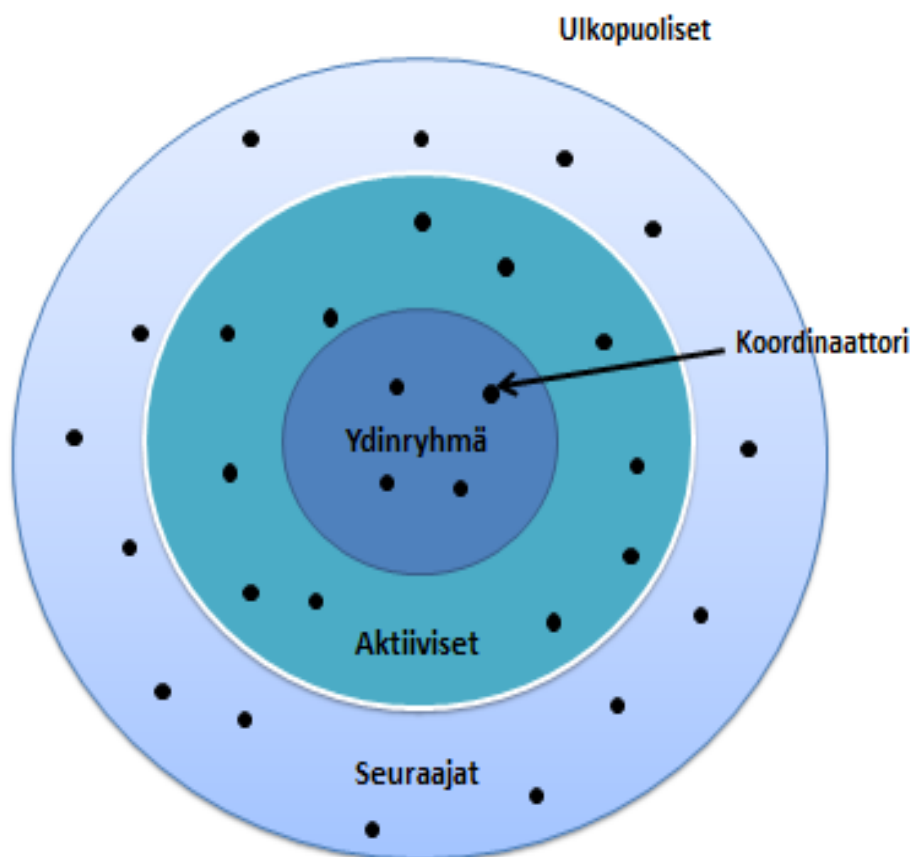 Ulkopuoliset
Koordinaattori
Ydinryhmä
Aktiiviset
Seuraajat